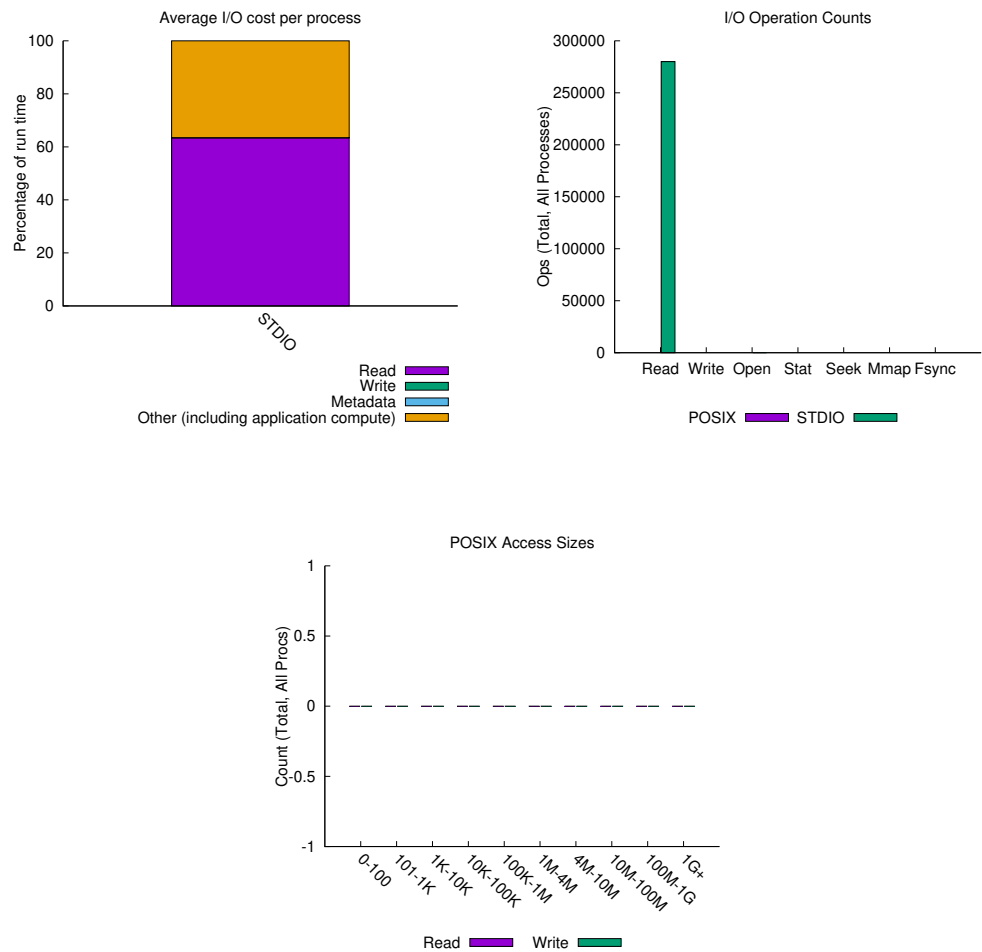 Average I/O cost per process
100
80
60
40
20
0
Percentage of run time
STDIO
Read
Write
Metadata
Other (including application compute)
I/O Operation Counts
300000
250000
200000
150000
100000
50000
0
Ops (Total, All Processes)
Read Write Open Stat Seek Mmap Fsync
POSIX STDIO
POSIX Access Sizes
1
0.5
0
-0.5
-1
Count (Total, All Procs)
0-100 101-1K 1K-10K 10K-100K 100K-1M 1M-4M 4M-10M 10M-100M 100M-1G 1G+
Read Write